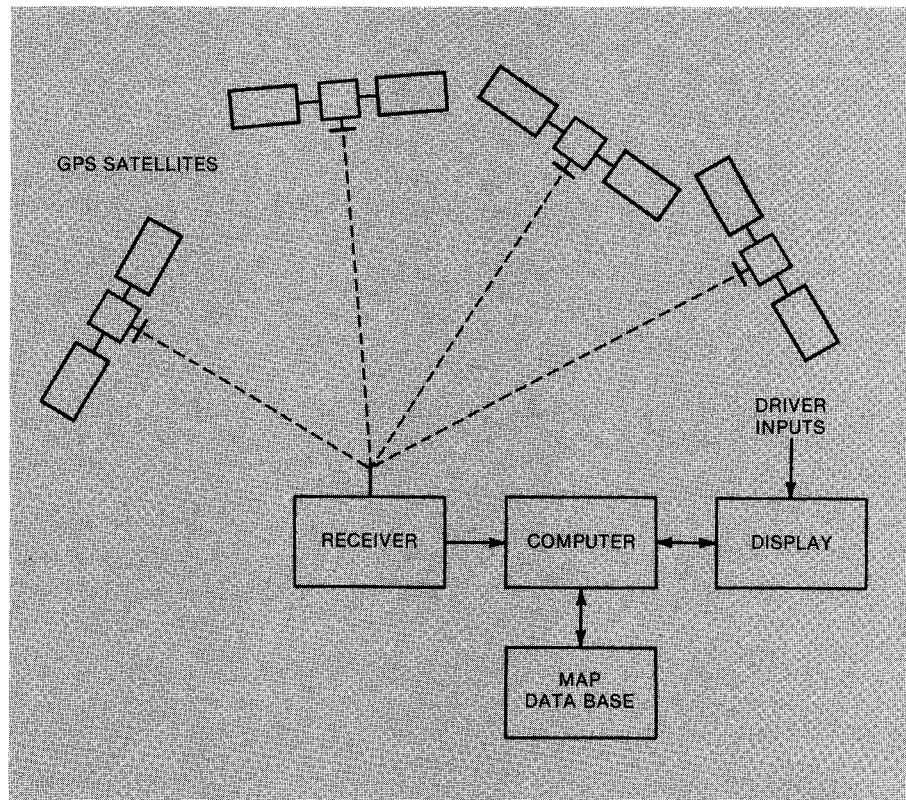 GPS SATELLITES
DRIVER
INPUTS
RECEIVER
COMPUTER
DISPLAY
MAP
DATA BASE